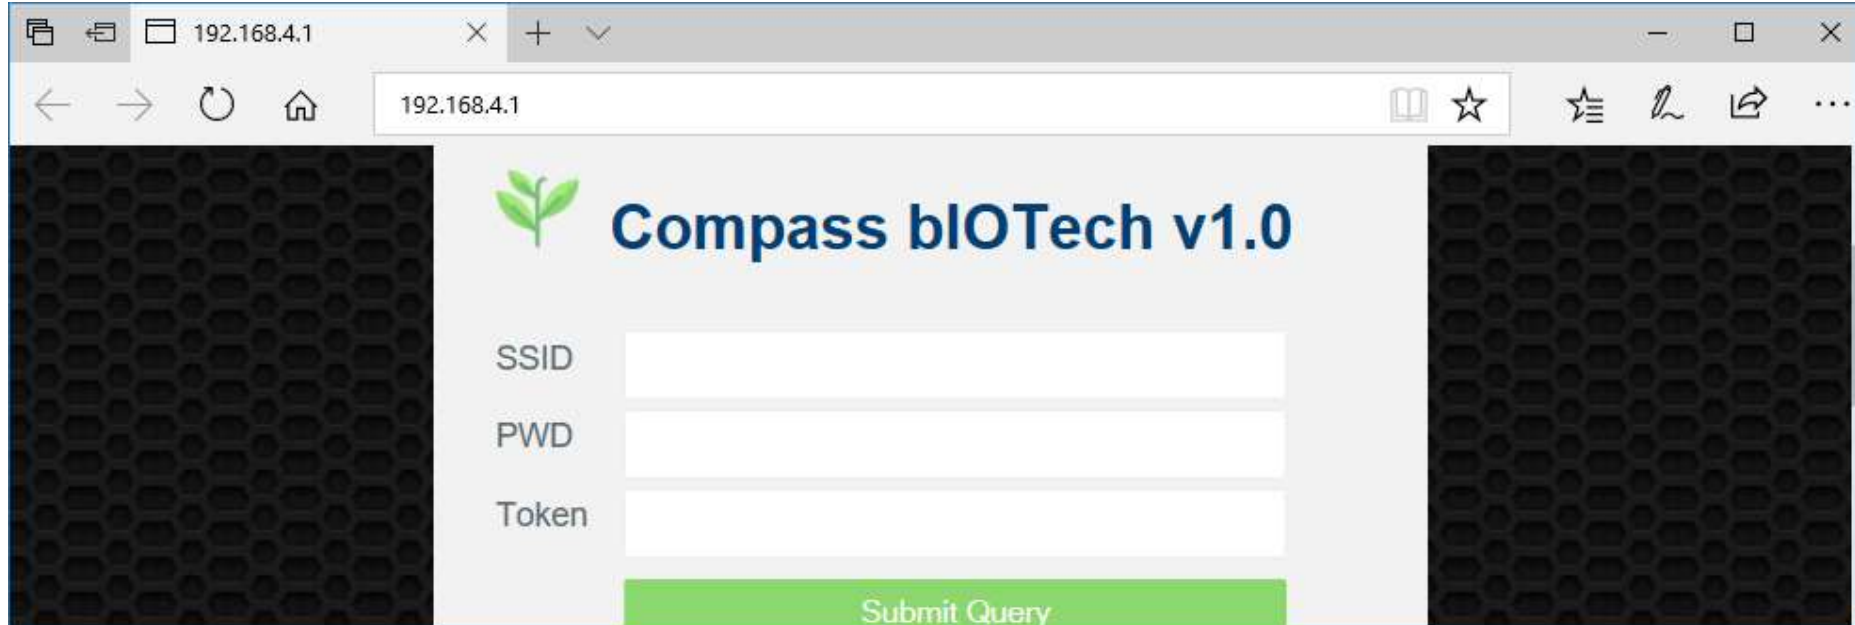 192.168.4.1
192.168.4.1
Compass bIOTech v1.0
SSID
PWD
Token
Submit Query